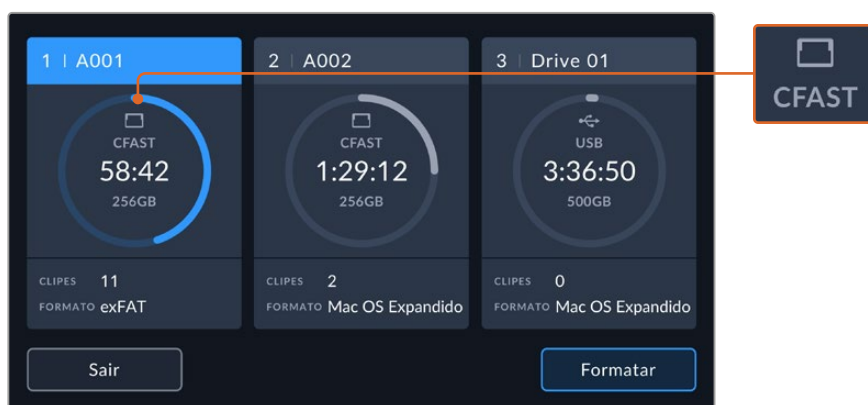 1 | A001
CFAST
58:42
256GB
CLIPES 11
FORMATO exFAT
2 | A002
CFAST
1:29:12
256GB
CLIPES 2
FORMATO Mac OS Expandido
3 | Drive 01
USB
3:36:50
500GB
CLIPES 0
FORMATO Mac OS Expandido
CFAST
Sair
Formatar